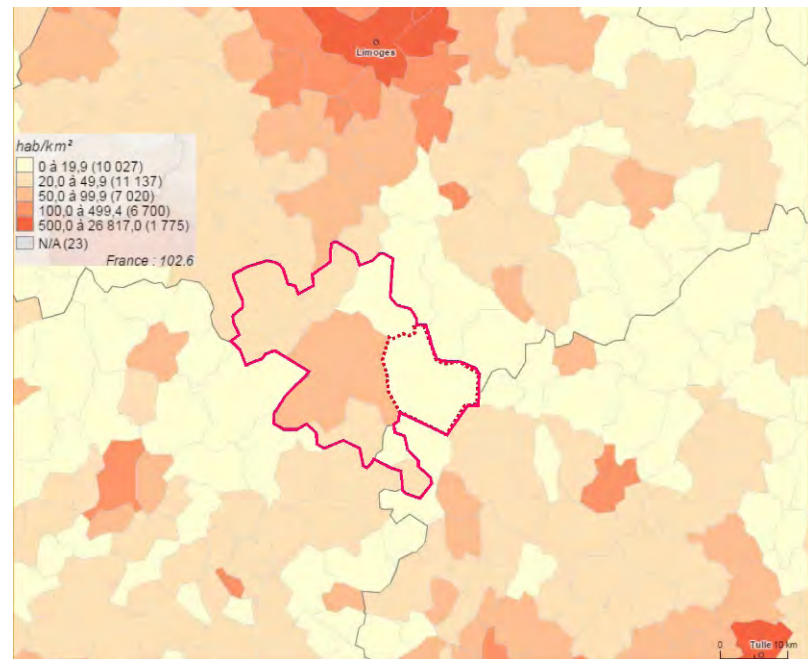 Limoges
hab/km²
0 à 19,9 (10 027)
20,0 à 49,9 (11 137)
50,0 à 99,9 (7 020)
100,0 à 499,4 (6 700)
500,0 à 26 817,0 (1 775)
N/A (23)
France : 102.6
0 Tulle 10 km